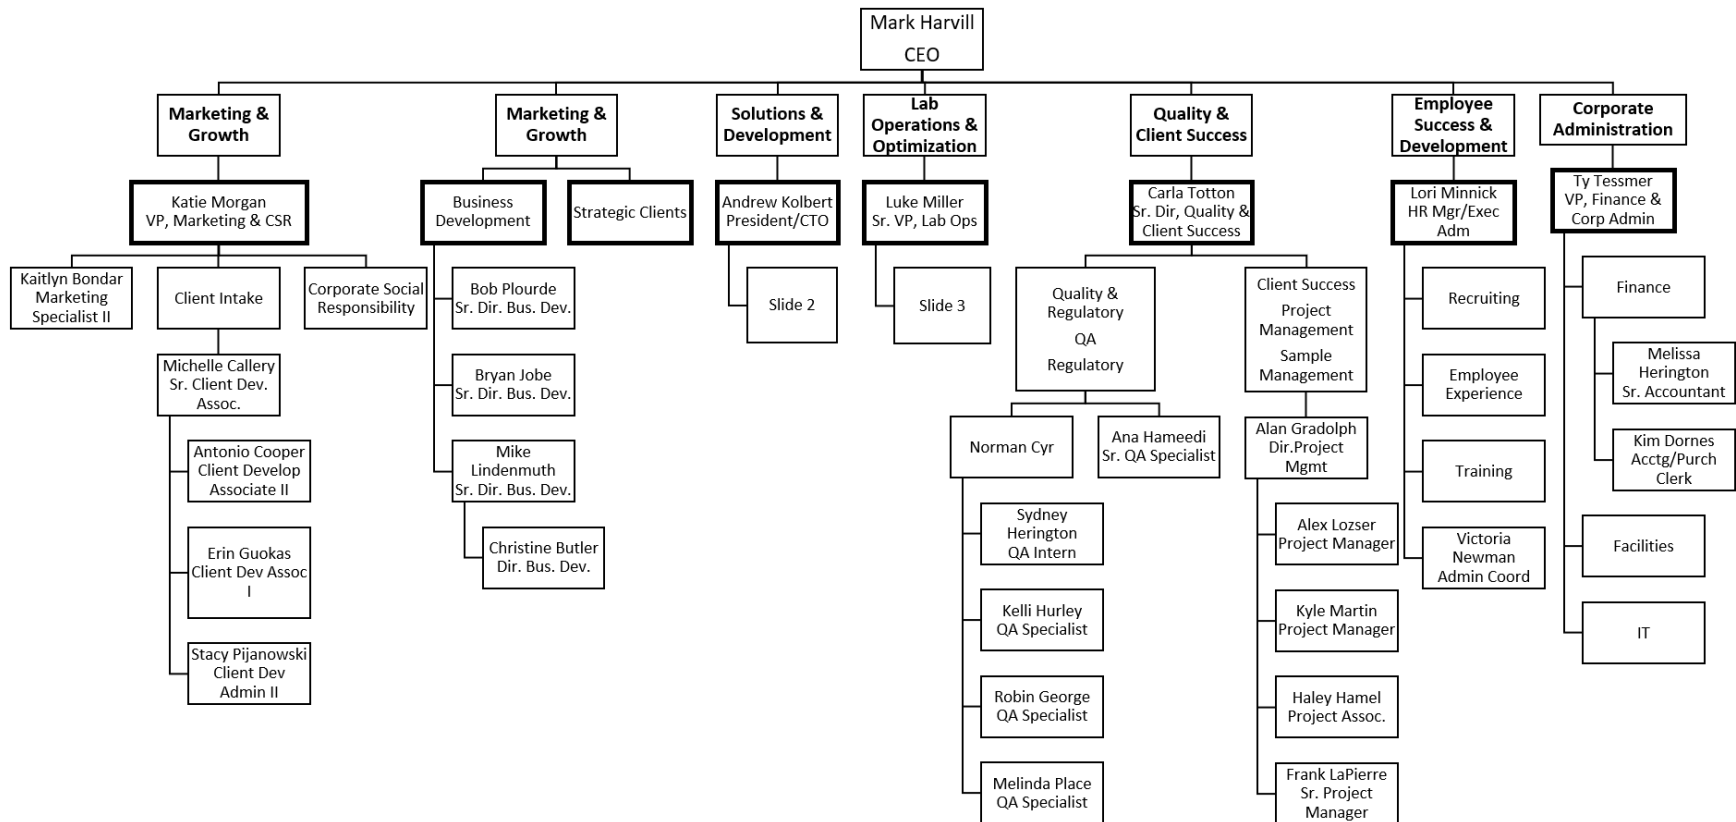 Mark Harvill
CEO
Marketing &
Growth
Marketing &
Growth
Solutions &
Development
Lab
Operations &
Optimization
Quality &
Client Success
Employee
Success &
Development
Corporate
Administration
Katie Morgan
VP, Marketing & CSR
Business
Development
Strategic Clients
Andrew Kolbert
President/CTO
Luke Miller
Sr. VP, Lab Ops
Carla Totton
Sr. Dir, Quality &
Client Success
Lori Minnick
HR Mgr/Exec
Adm
Ty Tessmer
VP, Finance &
Corp Admin
Kaitlyn Bondar
Marketing
Specialist II
Client Intake
Corporate Social
Responsibility
Bob Plourde
Sr. Dir. Bus. Dev.
Slide 2
Slide 3
Quality &
Regulatory
QA
Regulatory
Client Success
Project
Management
Sample
Management
Recruiting
Finance
Michelle Callery
Sr. Client Dev.
Assoc.
Bryan Jobe
Sr. Dir. Bus. Dev.
Employee
Experience
Melissa
Herington
Sr. Accountant
Antonio Cooper
Client Develop
Associate II
Mike
Lindenmuth
Sr. Dir. Bus. Dev.
Norman Cyr
Ana Hameedi
Sr. QA Specialist
Alan Gradolph
Dir.Project
Mgmt
Training
Kim Dornes
Acctg/Purch
Clerk
Erin Guokas
Client Dev Assoc
I
Christine Butler
Dir. Bus. Dev.
Sydney
Herington
QA Intern
Alex Lozser
Project Manager
Victoria
Newman
Admin Coord
Facilities
Stacy Pijanowski
Client Dev
Admin II
Kelli Hurley
QA Specialist
Kyle Martin
Project Manager
IT
Robin George
QA Specialist
Haley Hamel
Project Assoc.
Melinda Place
QA Specialist
Frank LaPierre
Sr. Project
Manager